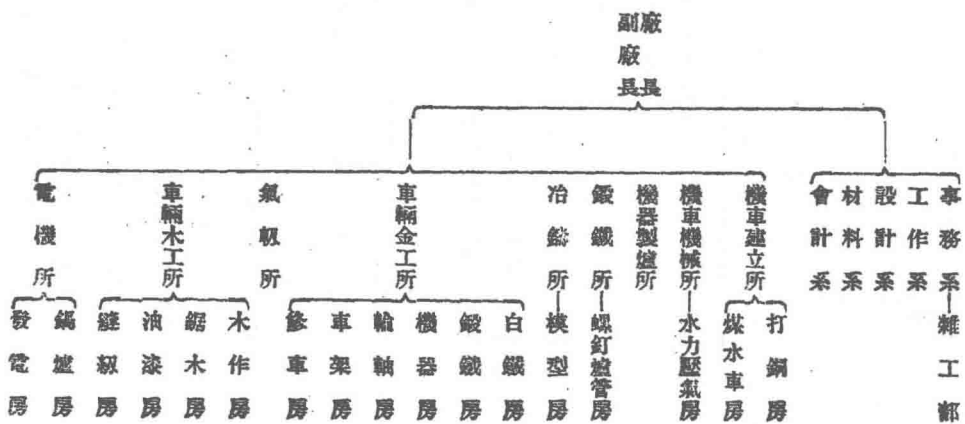 廠長
副廠長
事務系
工作系
設計系
材料系
會計系
機車建立所
機車機械所
機器製爐所
鍛鐵所
冶鎔所
車輛金工所
氣軔所
車輛木工所
電機所
雜工部
打銅房
煤水車房
水力壓氣房
螺釘爐管房
模型房
白鐵房
鍛鐵房
機器房
輪軸房
車架房
修車房
木作房
鋸木房
油漆房
縫紉房
鍋爐房
發電房